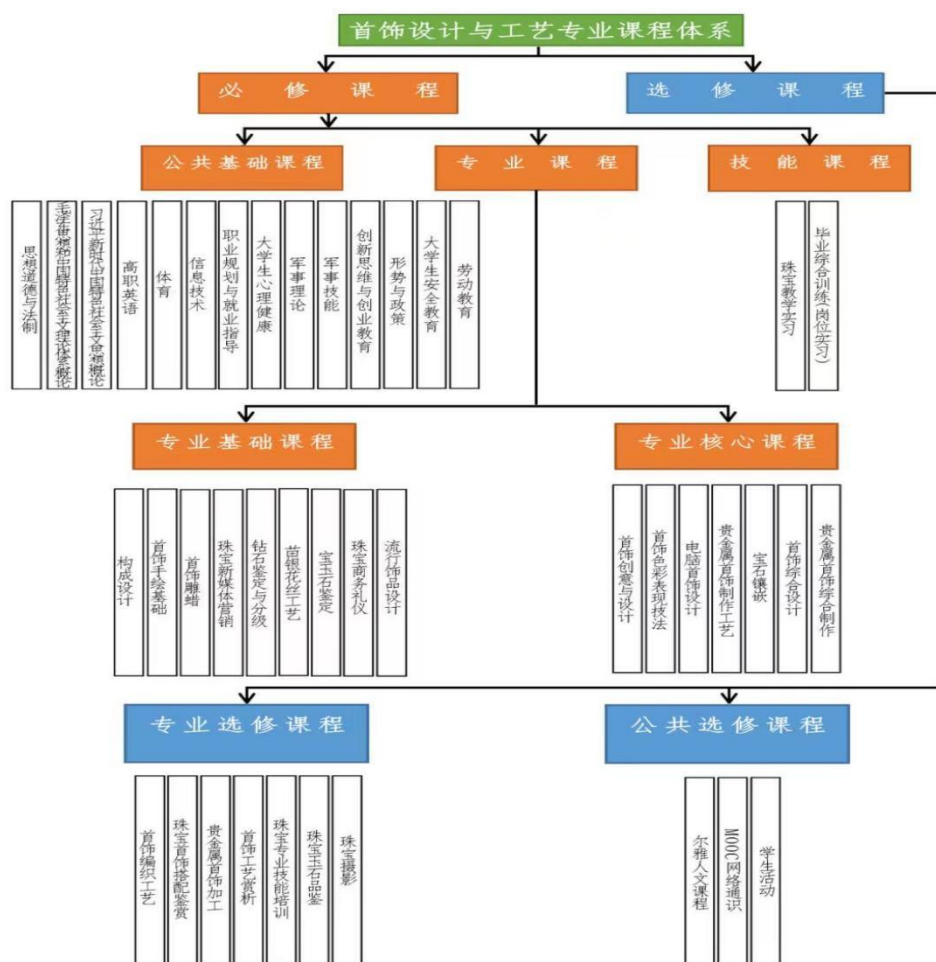 首饰设计与工艺专业课程体系
必修课程
选修课程
公共基础课程
专业课程
技能课程
思想道德与法制
毛泽东思想和中国特色社会主义理论体系概论
习近平新时代中国特色社会主义思想概论
高职英语
体育
信息技术
职业规划与就业指导
大学生心理健康
军事理论
军事技能
创新思维与创业教育
形势与政策
大学生安全教育
劳动教育
珠宝教学实习
毕业综合训练(岗位实习)
专业基础课程
专业核心课程
构成设计
首饰手绘基础
首饰雕蜡
珠宝新媒体营销
钻石鉴定与分级
苗银花丝工艺
宝玉石鉴定
珠宝商务礼仪
流行饰品设计
首饰创意与设计
首饰色彩表现技法
电脑首饰设计
贵金属首饰制作工艺
宝石镶嵌
首饰综合设计
贵金属首饰综合制作
专业选修课程
公共选修课程
首饰编织工艺
珠宝首饰搭配鉴赏
贵金属首饰加工
首饰工艺赏析
珠宝专业技能培训
珠宝玉石品鉴
珠宝摄影
尔雅人文课程
MOOC网络通识
学生活动